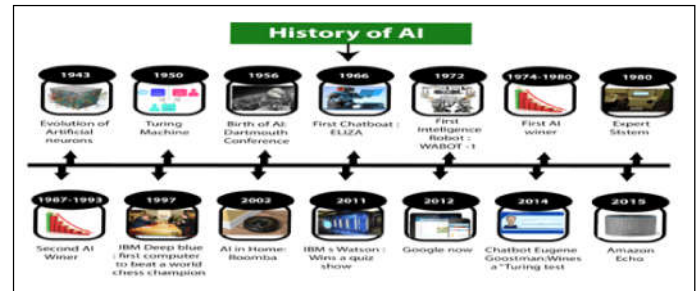 History of AI
1943
1950
1956
1966
1972
1974-1980
1980
Evolution of
Artificial
neurons
Turing
Machine
Birth of AI:
Dartmouth
Conference
First Chatboat :
ELIZA
First
Inteligence
Robot :
WABOT -1
First AI
winer
Expert
Sistem
1987-1993
1997
2002
2011
2012
2014
2015
Second AI
Winer
IBM Deep blue
: first computer
to beat a world
chess champion
AI in Home:
Roomba
IBM s Watson :
Wins a quiz
show
Google now
Chatbot Eugene
Goostman:Wines
a "Turing test
Amazon
Echo